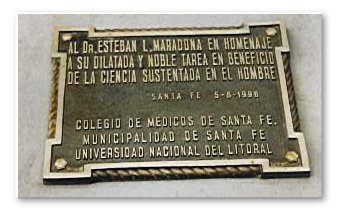 AL DR. ESTEBAN L. MARADONA EN HOMENAJE
A SU DILATADA Y NOBLE TAREA EN BENEFICIO
DE LA CIENCIA SUSTENTADA EN EL HOMBRE
SANTA FE 5-8-1996
COLEGIO DE MEDICOS DE SANTA FE.
MUNICIPALIDAD DE SANTA FE
UNIVERSIDAD NACIONAL DEL LITORAL